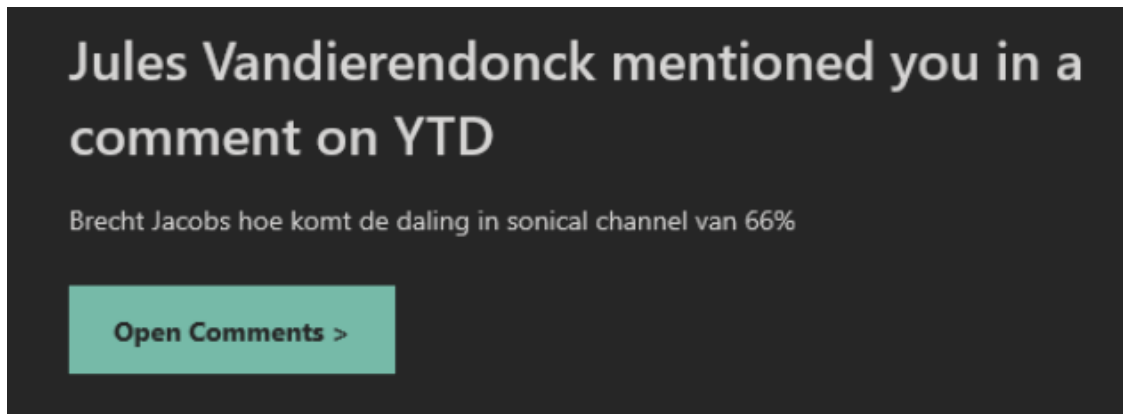 Jules Vandierendonck mentioned you in a
comment on YTD
Brecht Jacobs hoe komt de daling in sonical channel van 66%
Open Comments >